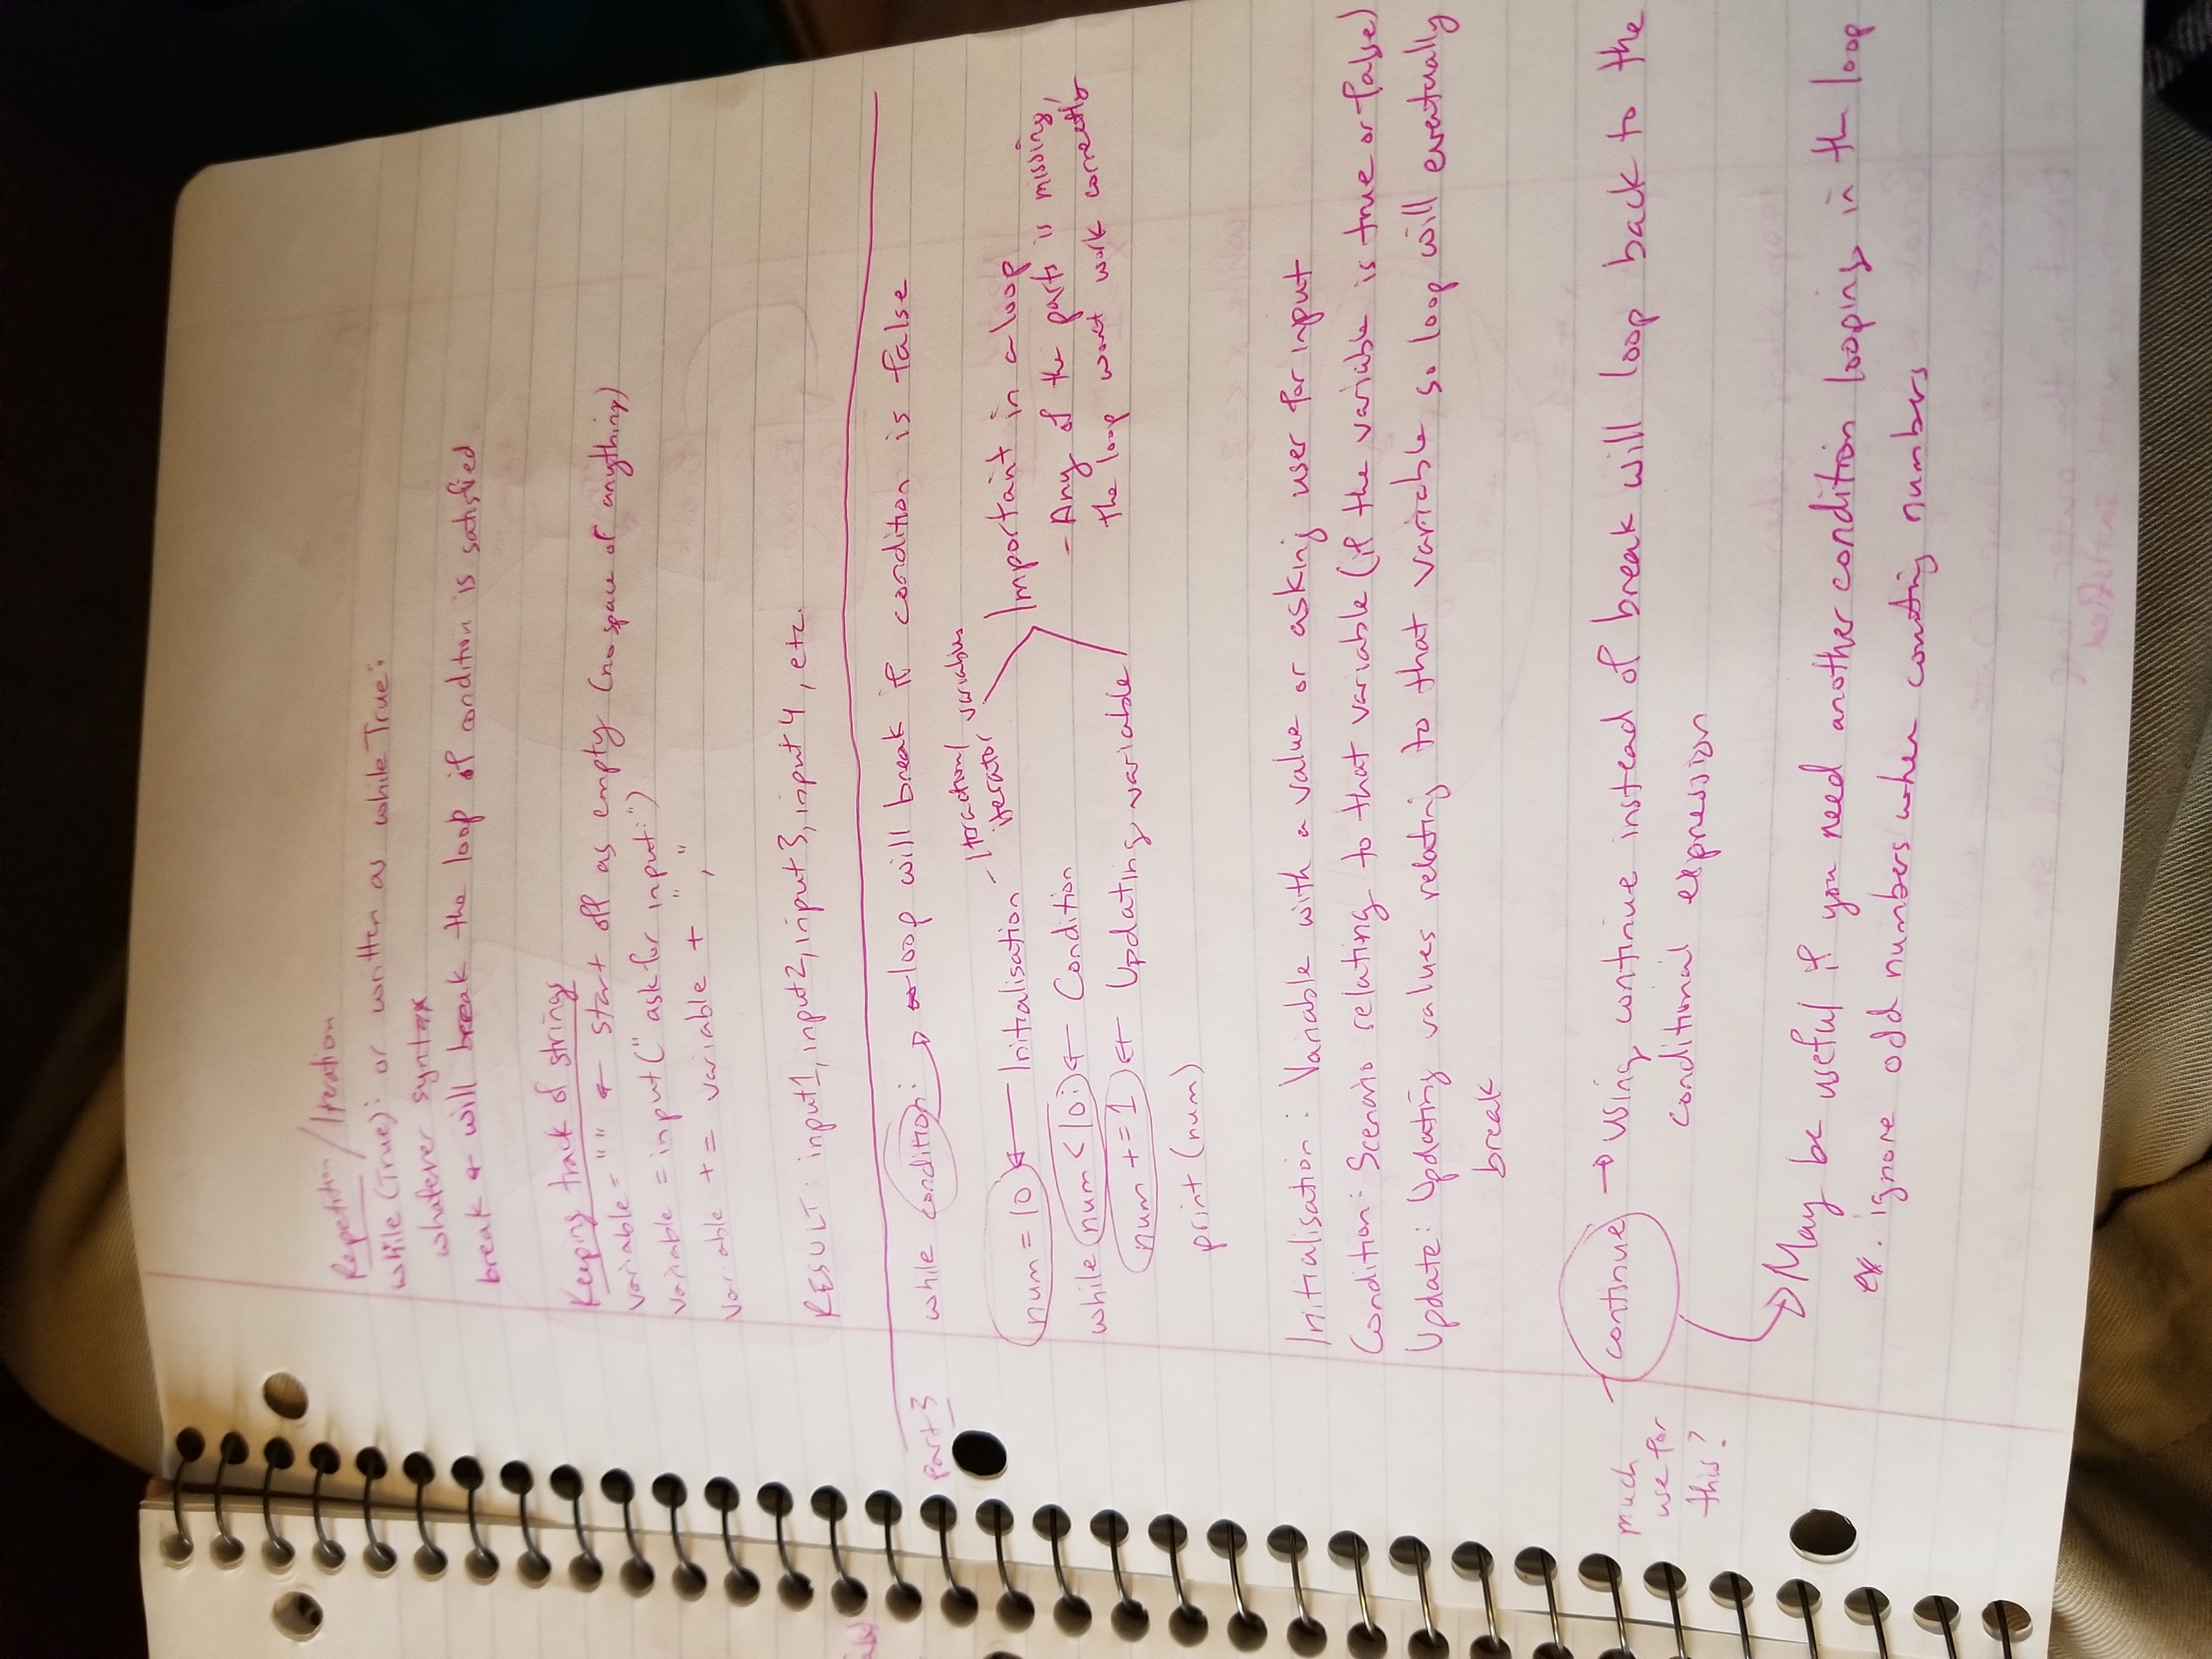 Repetition / Iteration
while (True): or written as while True:
whatever syntax
break ← will break the loop if condition is satisfied.
Keeping track of strings
variable = "" ← start off as empty (no space of anything)
variable = input("ask for input:")
variable += variable + ","
RESULT: input1, input2, input3, input4, etc.
Part 3
while condition: → loop will break if condition is false
num = 10 ← Initialisation - Iteraction/iterator variables
while num < 10: ← Condition
num += 1 ← Updating variable
print (num)
Important in a loop
- Any of the parts is missing,
the loop won't work correctly
Initialisation: Variable with a value or asking user for input
Condition: Scenario relating to that variable (if the variable is true or false)
Update: Updating values relating to that variable so loop will eventually
break
much
use for
this?
continue → using continue instead of break will loop back to the
conditional expression
May be useful if you need another condition looping in the loop
ex. ignore odd numbers when counting numbers